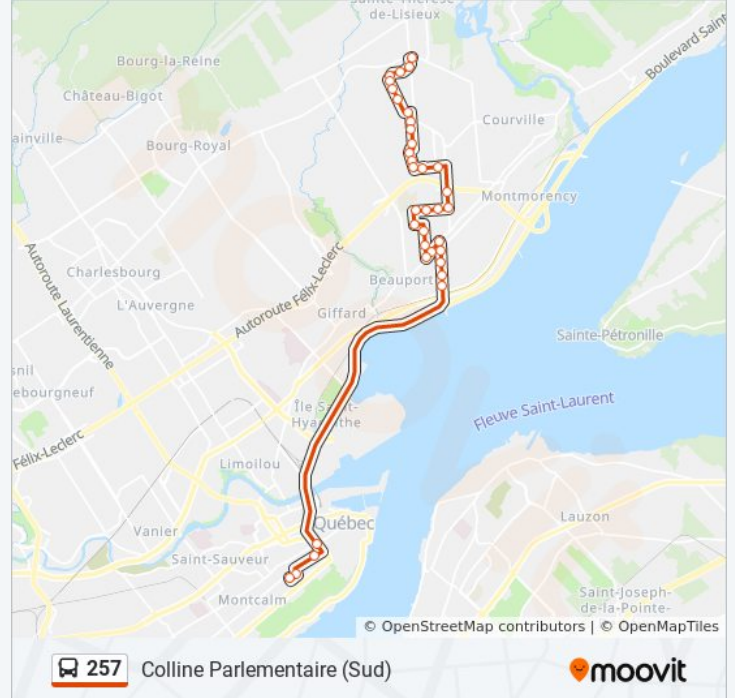 Sainte-Thérèse-
de-Lisieux
Boulevard Saint
Bourg-la-Reine
Château-Bigot
Courville
ainville
Bourg-Royal
Montmorency
Autoroute Laurentienne
Charlesbourg
L'Auvergne
Autoroute Félix-Leclerc
Beauport
Giffard
Sainte-Pétronille
snil
ebourgneuf
Île Saint-
Hyacinthe
Fleuve Saint-Laurent
Félix-Leclerc
Limoilou
Québec
Lauzon
Vanier
Saint-Sauveur
Montcalm
Saint-Joseph-
de-la-Pointe-
© OpenStreetMap contributors | © OpenMapTiles
257 Colline Parlementaire (Sud)
moovit